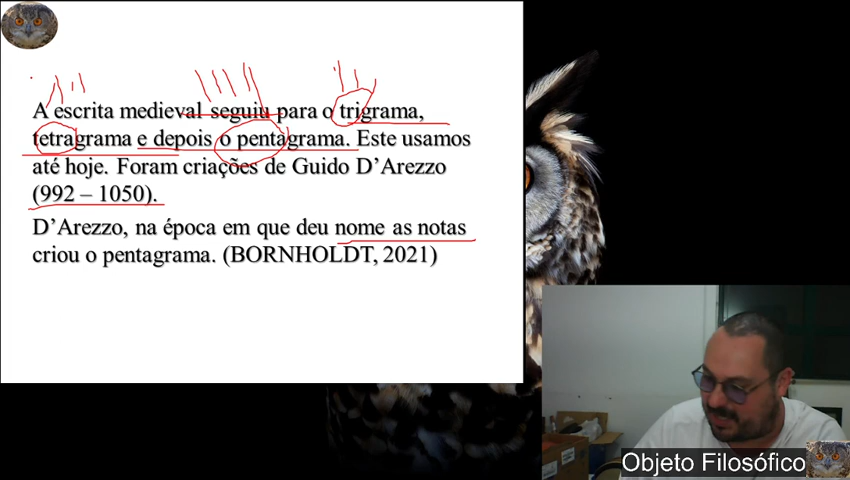 A escrita medieval seguiu para o trigrama,
tetragrama e depois o pentagrama. Este usamos
até hoje. Foram criações de Guido D’Arezzo
(992 – 1050).
D’Arezzo, na época em que deu nome as notas
criou o pentagrama. (BORNHOLDT, 2021)
Objeto Filosófico